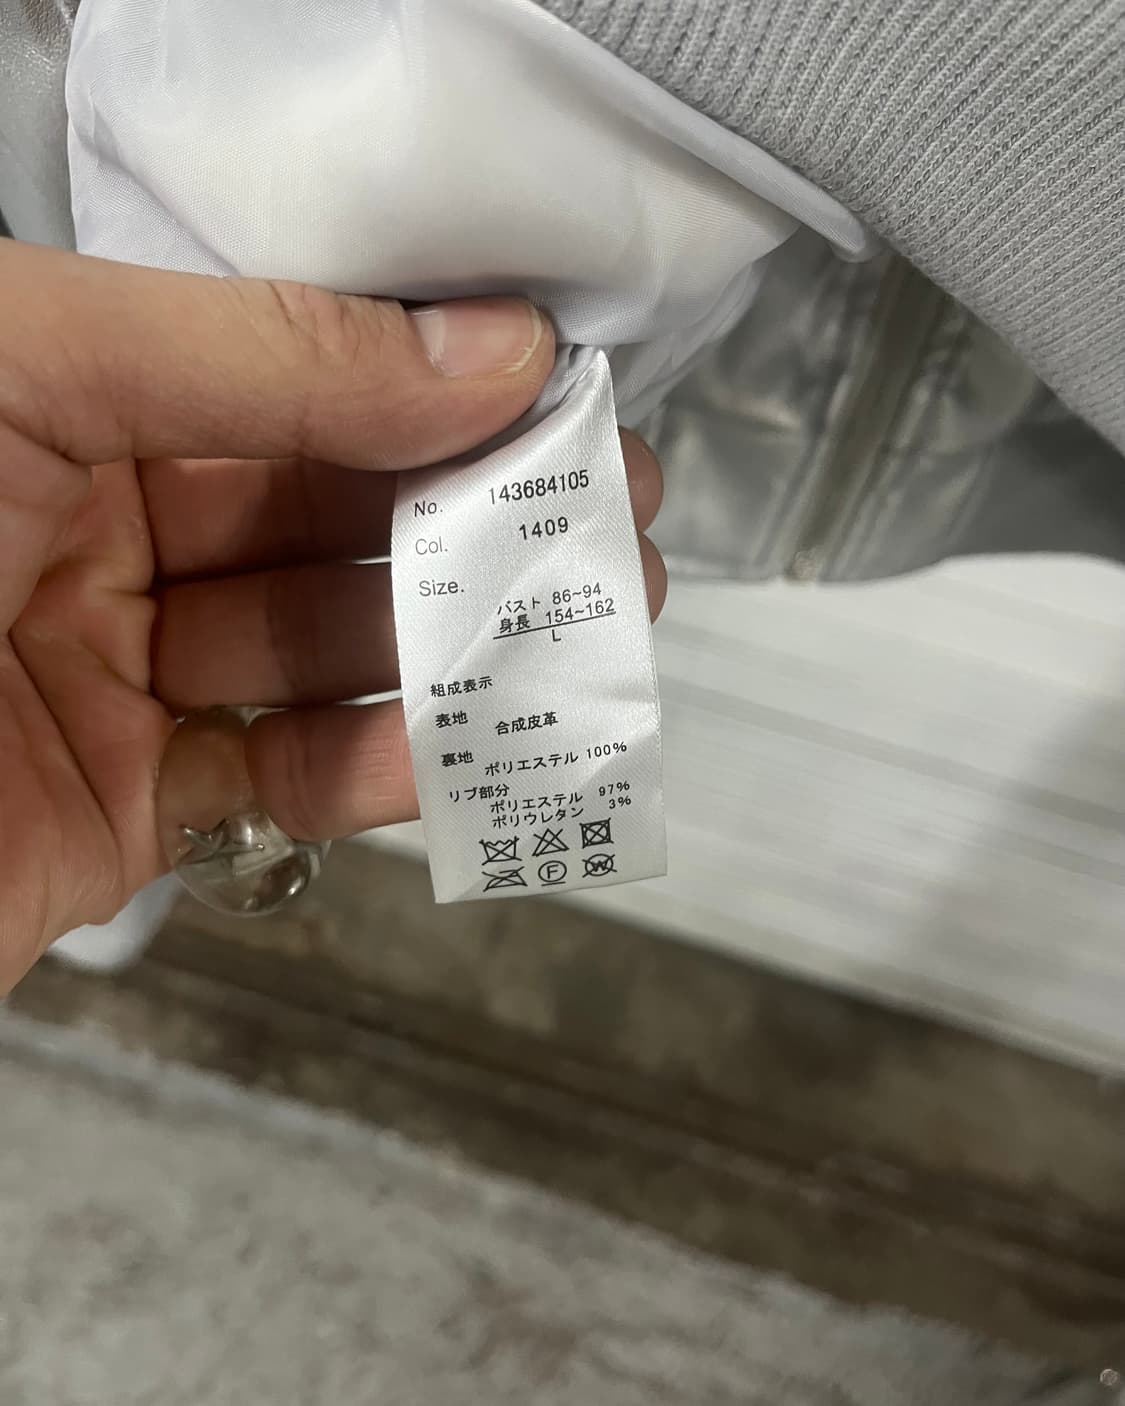 No. 143684105
Col. 1409
Size.
バスト 86~94
身長 154~162
L
組成表示
表地 合成皮革
裏地 ポリエステル 100%
リブ部分
ポリエステル 97%
ポリウレタン 3%
F W